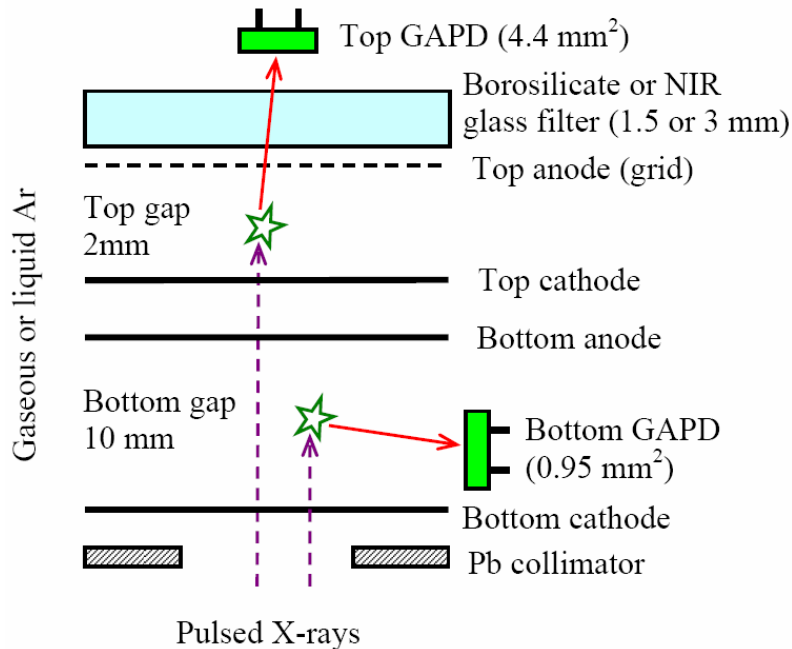 Top GAPD (4.4 mm²)
Borosilicate or NIR
glass filter (1.5 or 3 mm)
Top anode (grid)
Top gap
2mm
Top cathode
Bottom anode
Gaseous or liquid Ar
Bottom gap
10 mm
Bottom GAPD
(0.95 mm²)
Bottom cathode
Pb collimator
Pulsed X-rays